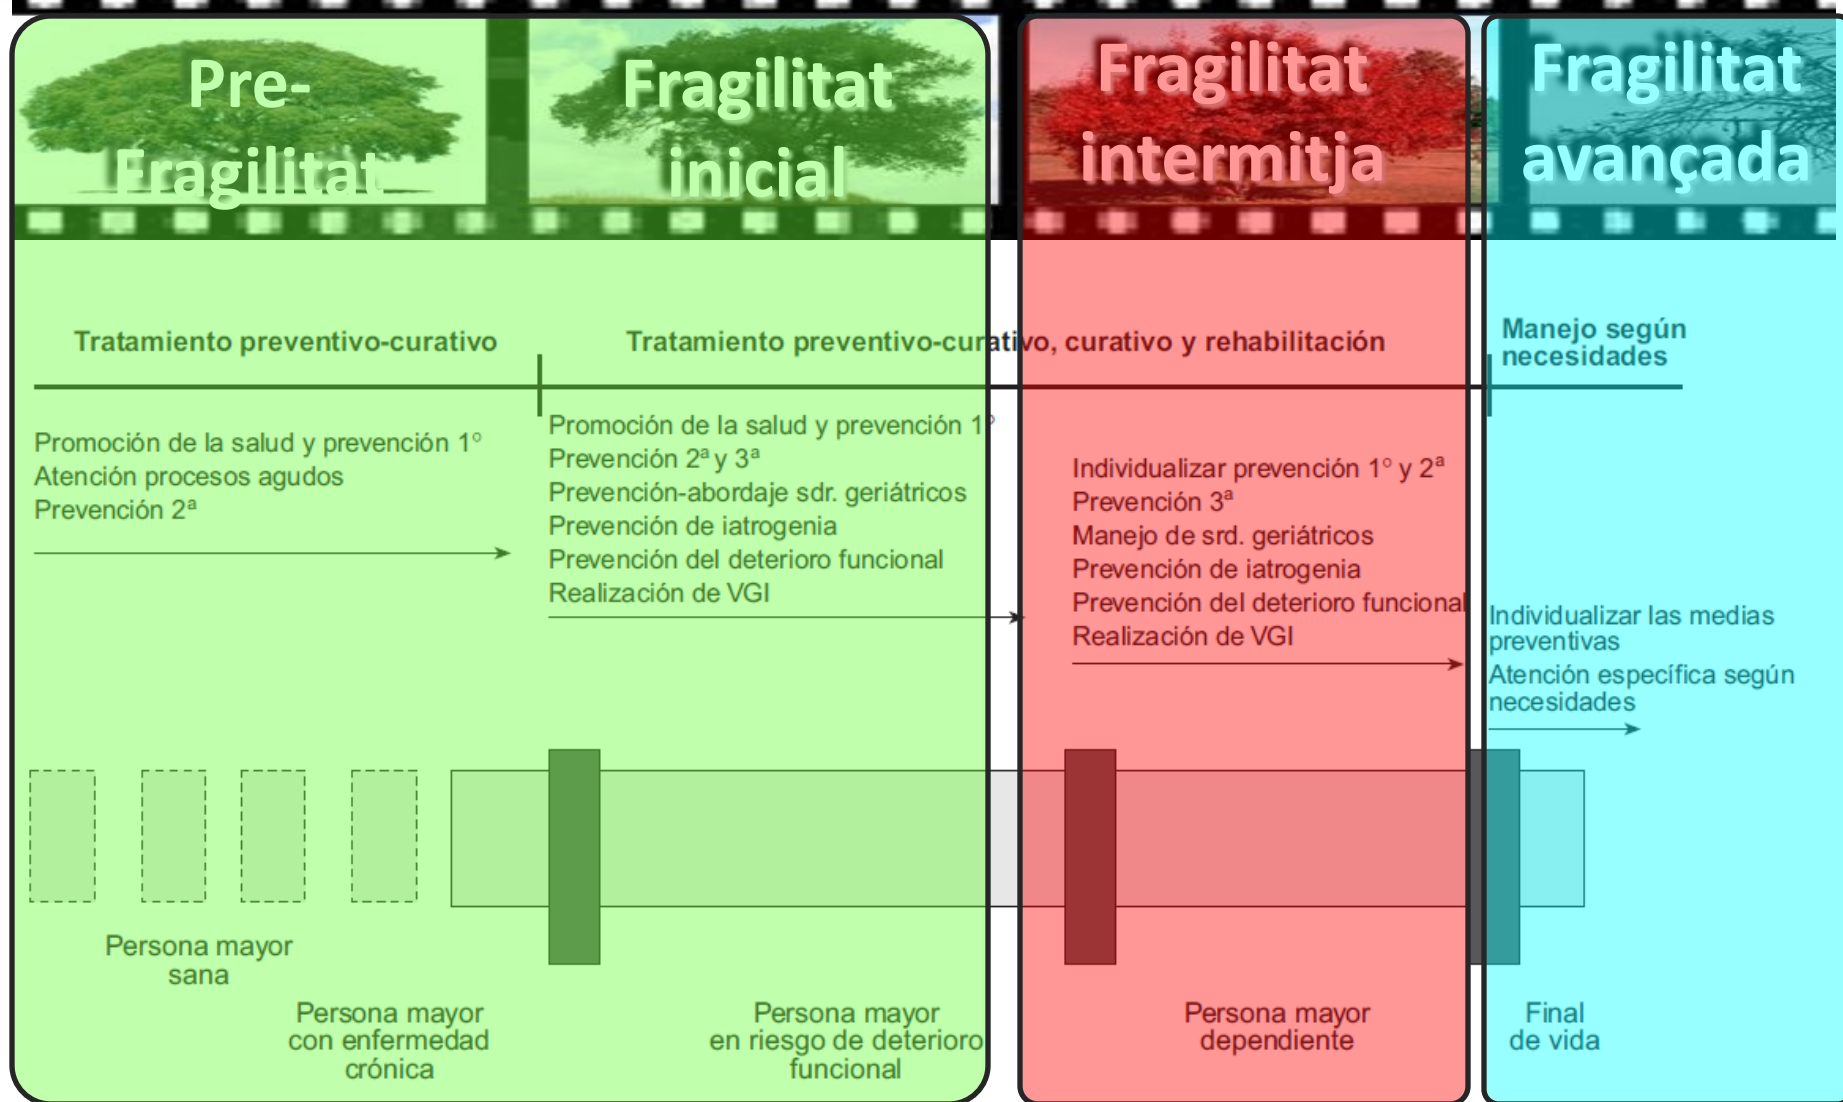 Pre-
Fragilitat
Fragilitat
inicial
Fragilitat
intermitja
Fragilitat
avançada
Tratamiento preventivo-curativo
Tratamiento preventivo-curativo, curativo y rehabilitación
Manejo según
necesidades
Promoción de la salud y prevención 1º
Atención procesos agudos
Prevención 2ª
Promoción de la salud y prevención 1º
Prevención 2ª y 3ª
Prevención-abordaje sdr. geriátricos
Prevención de iatrogenia
Prevención del deterioro funcional
Realización de VGI
Individualizar prevención 1º y 2ª
Prevención 3ª
Manejo de srd. geriátricos
Prevención de iatrogenia
Prevención del deterioro funcional
Realización de VGI
Individualizar las medias
preventivas
Atención específica según
necesidades
Persona mayor
sana
Persona mayor
con enfermedad
crónica
Persona mayor
en riesgo de deterioro
funcional
Persona mayor
dependiente
Final
de vida